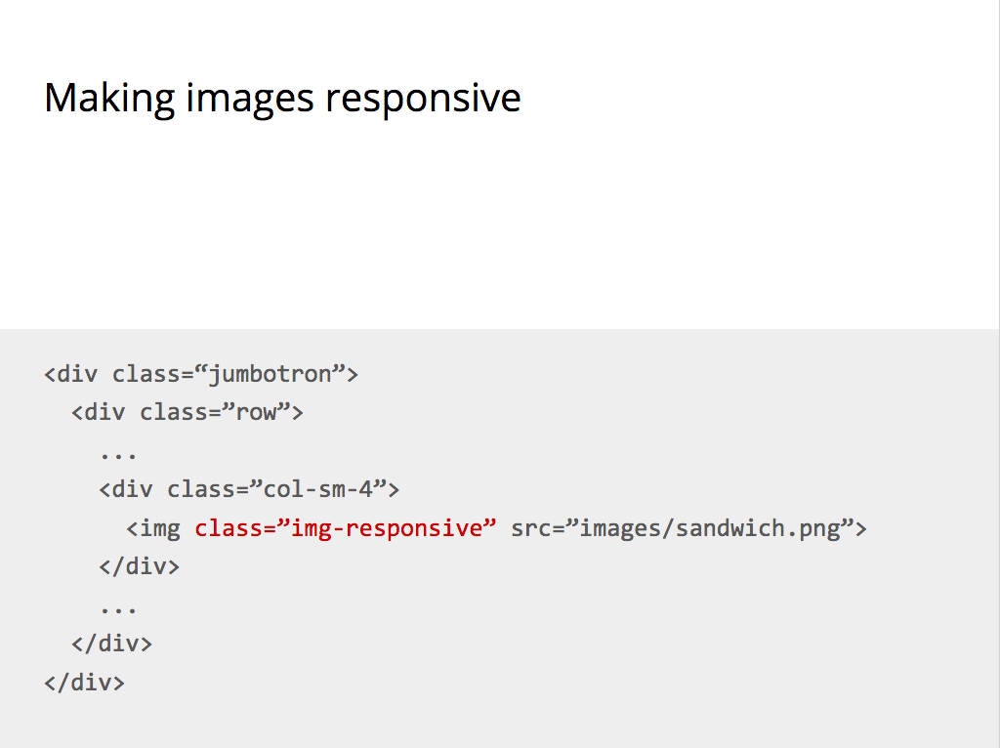 Making images responsive
<div class=“jumbotron”>
<div class=”row”>
...
<div class=”col-sm-4”>
<img class=”img-responsive” src=”images/sandwich.png”>
</div>
...
</div>
</div>